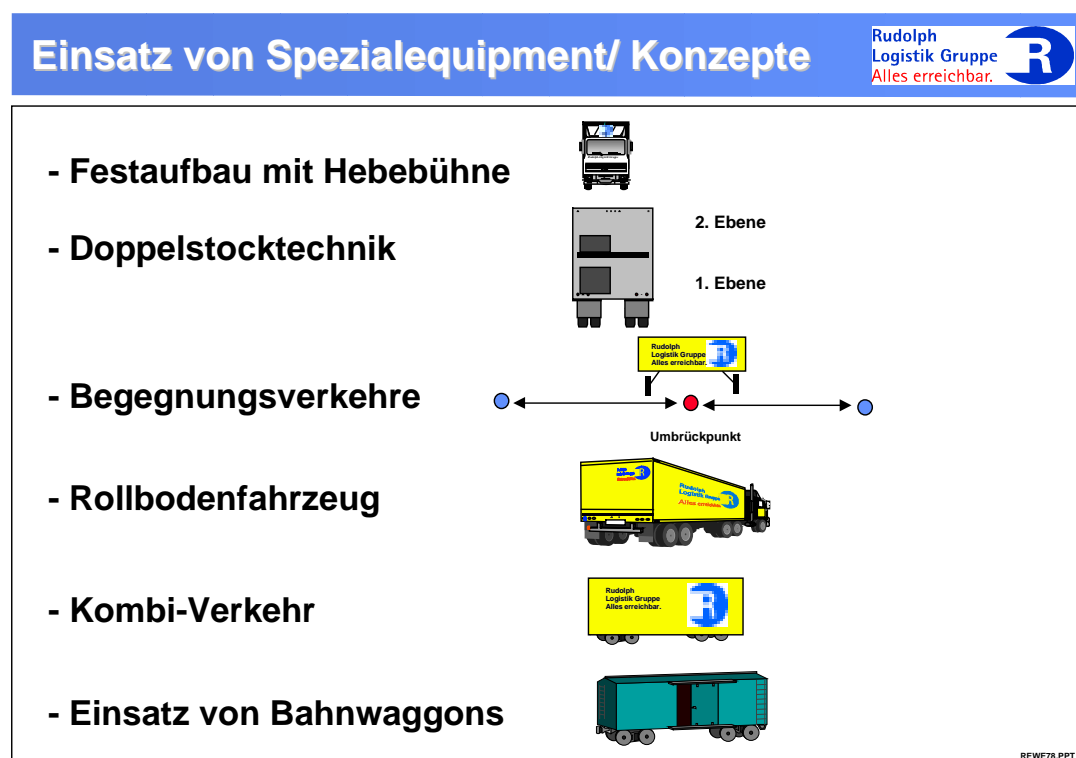 Einsatz von Spezialequipment/ Konzepte
Rudolph
Logistik Gruppe
Alles erreichbar.
R
- Festaufbau mit Hebebühne
- Doppelstocktechnik
2. Ebene
1. Ebene
Rudolph
Logistik Gruppe
Alles erreichbar.
R
- Begegnungsverkehre
Umbrückpunkt
- Rollbodenfahrzeug
Rudolph
Logistik Gruppe
Alles erreichbar.
R
- Kombi-Verkehr
Rudolph
Logistik Gruppe
Alles erreichbar.
R
- Einsatz von Bahnwaggons
REWE78.PPT